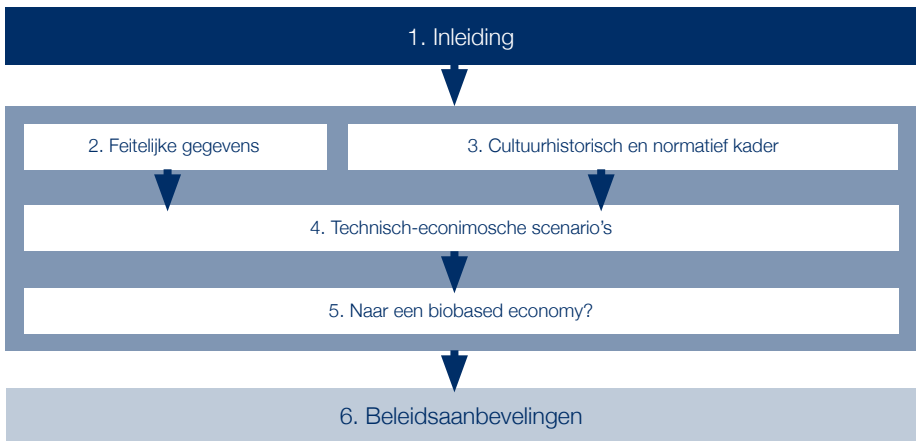 1. Inleiding
2. Feitelijke gegevens
3. Cultuurhistorisch en normatief kader
4. Technisch-econimosche scenario’s
5. Naar een biobased economy?
6. Beleidsaanbevelingen